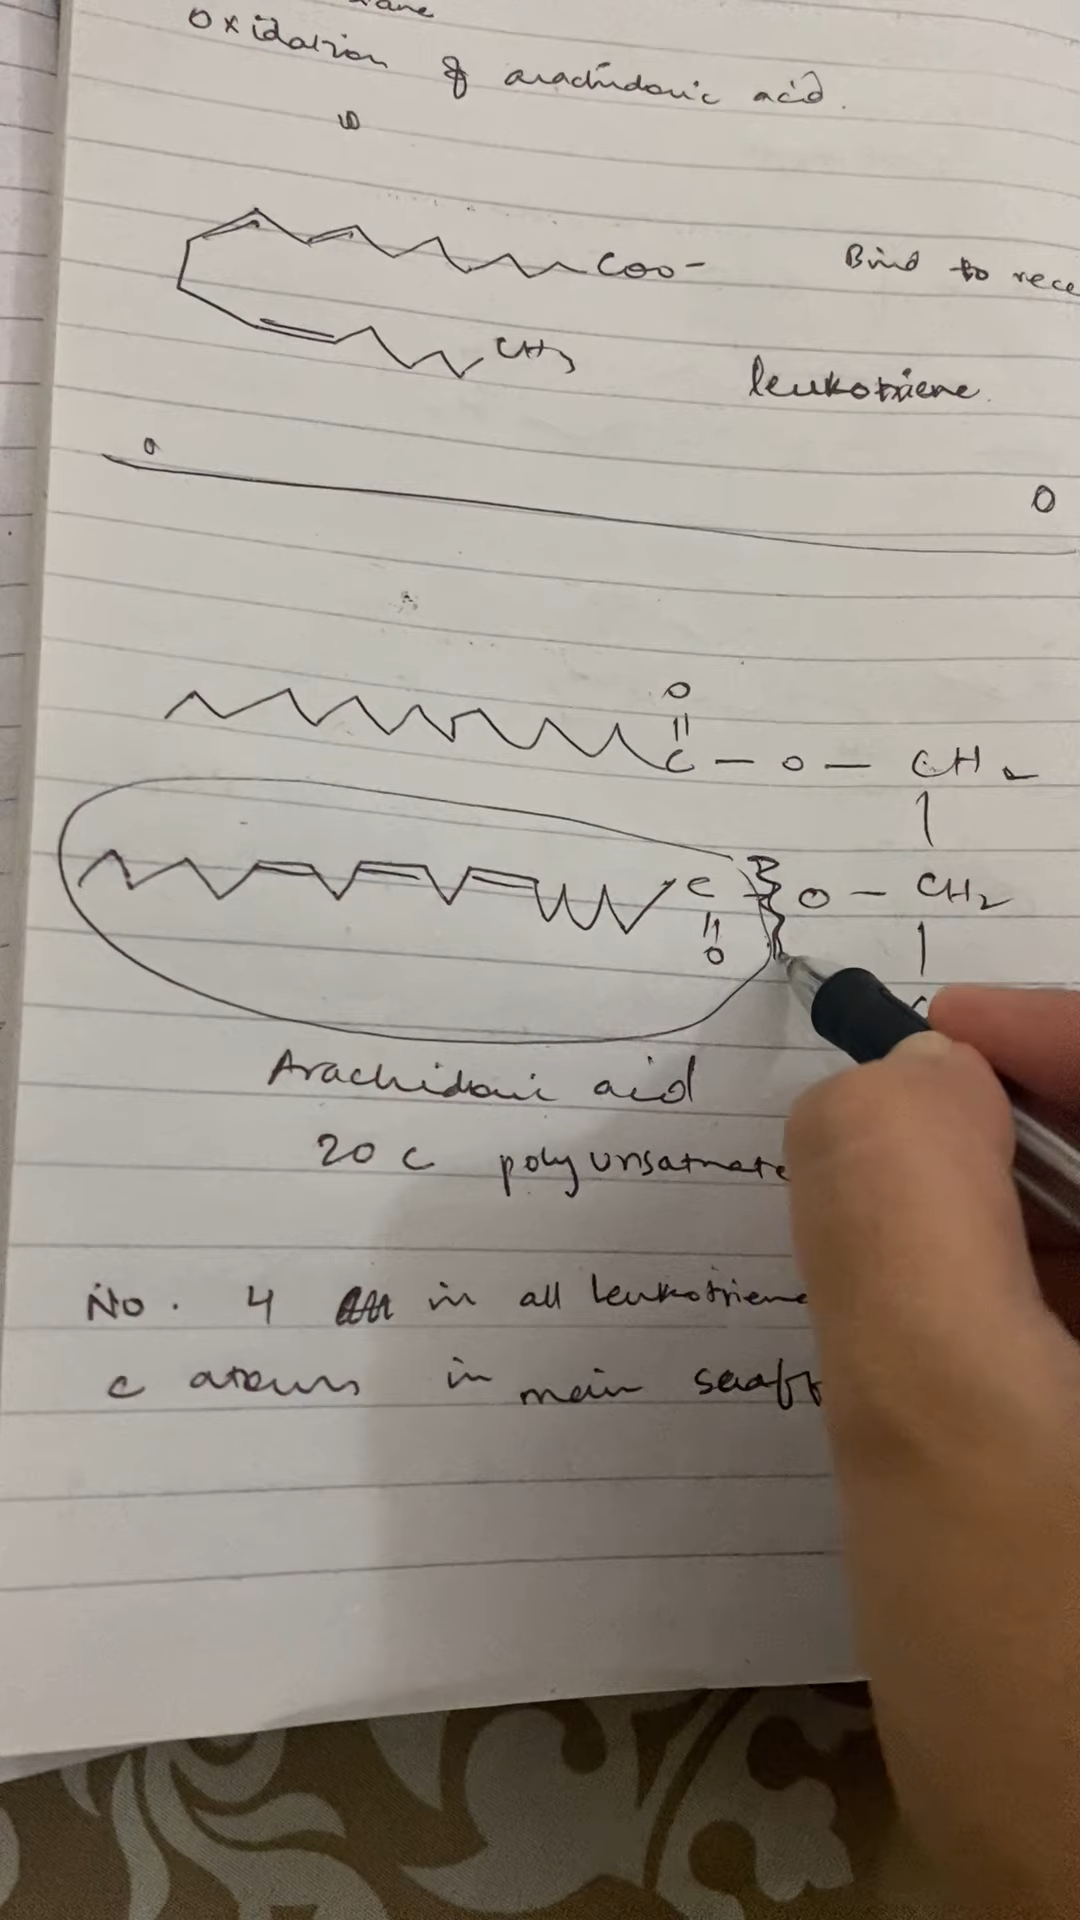 Oxidation of arachidonic acid.
COO-
Bind to rece
CH3
leukotriene.
O
O
C - O - CH2
C
O - CH2
O
C
Arachidonic acid
20 C polyunsaturate
No. 4 in all leukotriene
C atoms in main scaff